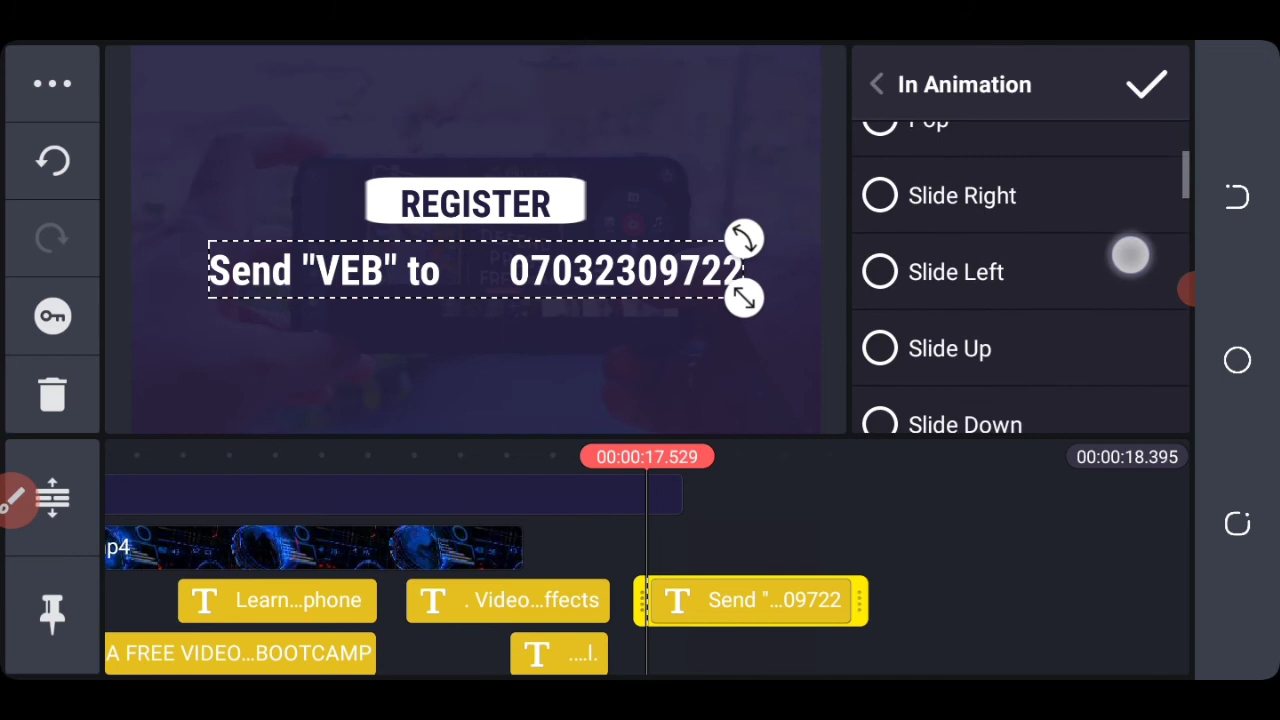 In Animation
Pop
Slide Right
Slide Left
Slide Up
Slide Down
REGISTER
Send "VEB" to 07032309722
00:00:17.529
00:00:18.395
p4
T Learn...phone
T . Video...ffects
T Send "...09722
A FREE VIDEO...BOOTCAMP
T ....l.